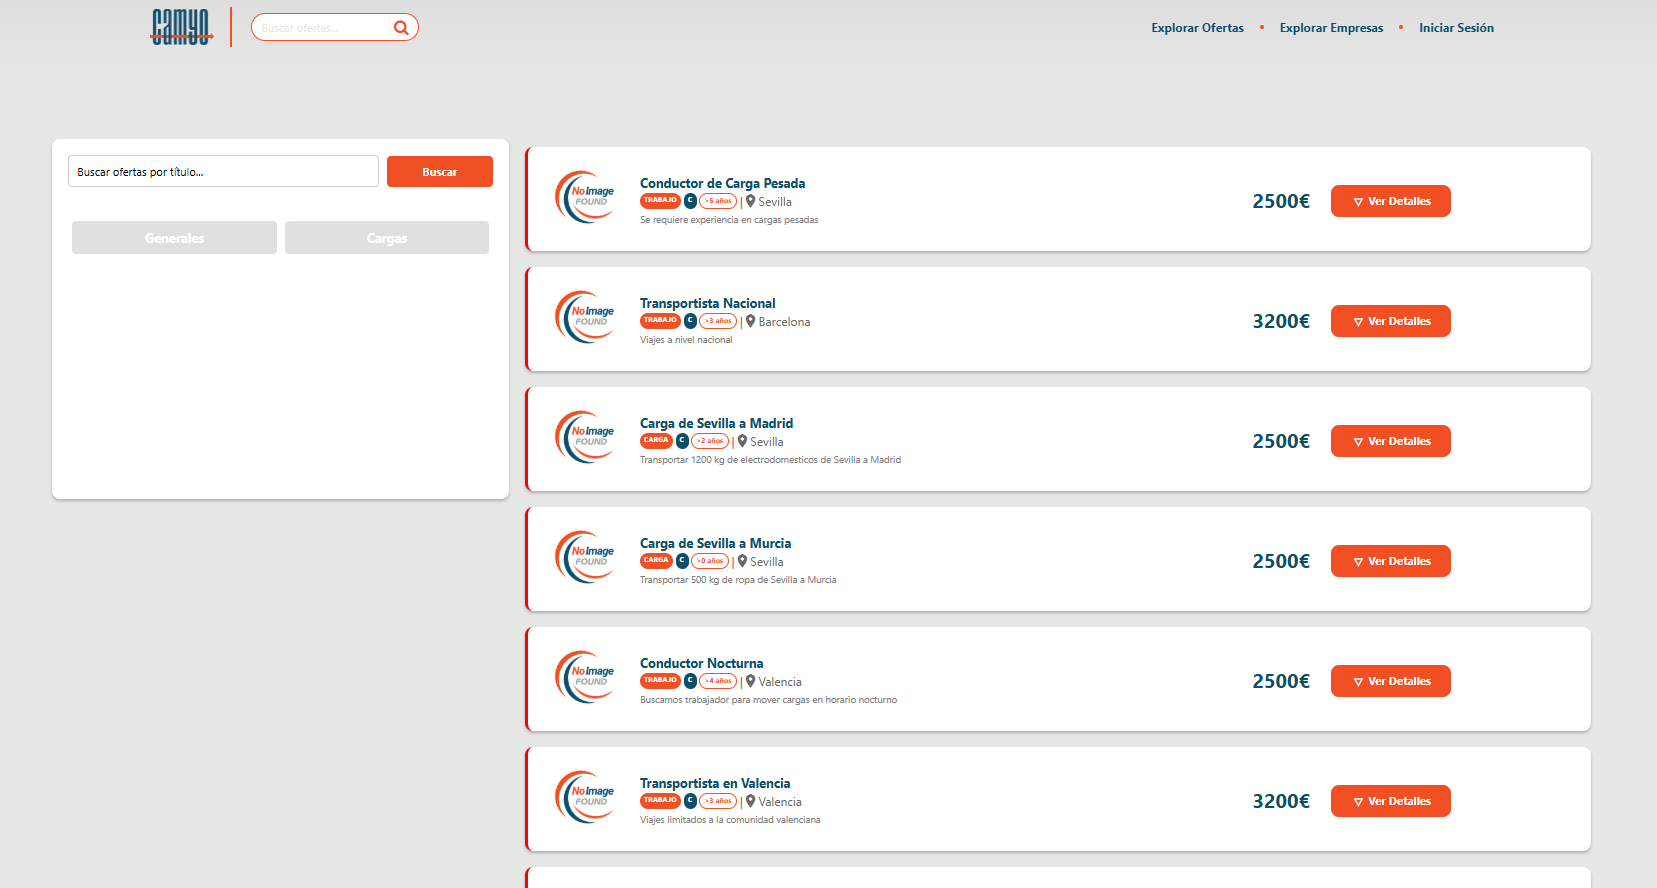 CAMYO
Buscar ofertas...
Explorar Ofertas • Explorar Empresas • Iniciar Sesión
Buscar ofertas por título...
Buscar
Generales
Cargas
No Image
FOUND
Conductor de Carga Pesada
TRABAJO C >5 años | Sevilla
Se requiere experiencia en cargas pesadas
2500€
▽ Ver Detalles
No Image
FOUND
Transportista Nacional
TRABAJO C >3 años | Barcelona
Viajes a nivel nacional
3200€
▽ Ver Detalles
No Image
FOUND
Carga de Sevilla a Madrid
CARGA C >2 años | Sevilla
Transportar 1200 kg de electrodomesticos de Sevilla a Madrid
2500€
▽ Ver Detalles
No Image
FOUND
Carga de Sevilla a Murcia
CARGA C >0 años | Sevilla
Transportar 500 kg de ropa de Sevilla a Murcia
2500€
▽ Ver Detalles
No Image
FOUND
Conductor Nocturna
TRABAJO C >4 años | Valencia
Buscamos trabajador para mover cargas en horario nocturno
2500€
▽ Ver Detalles
No Image
FOUND
Transportista en Valencia
TRABAJO C >3 años | Valencia
Viajes limitados a la comunidad valenciana
3200€
▽ Ver Detalles